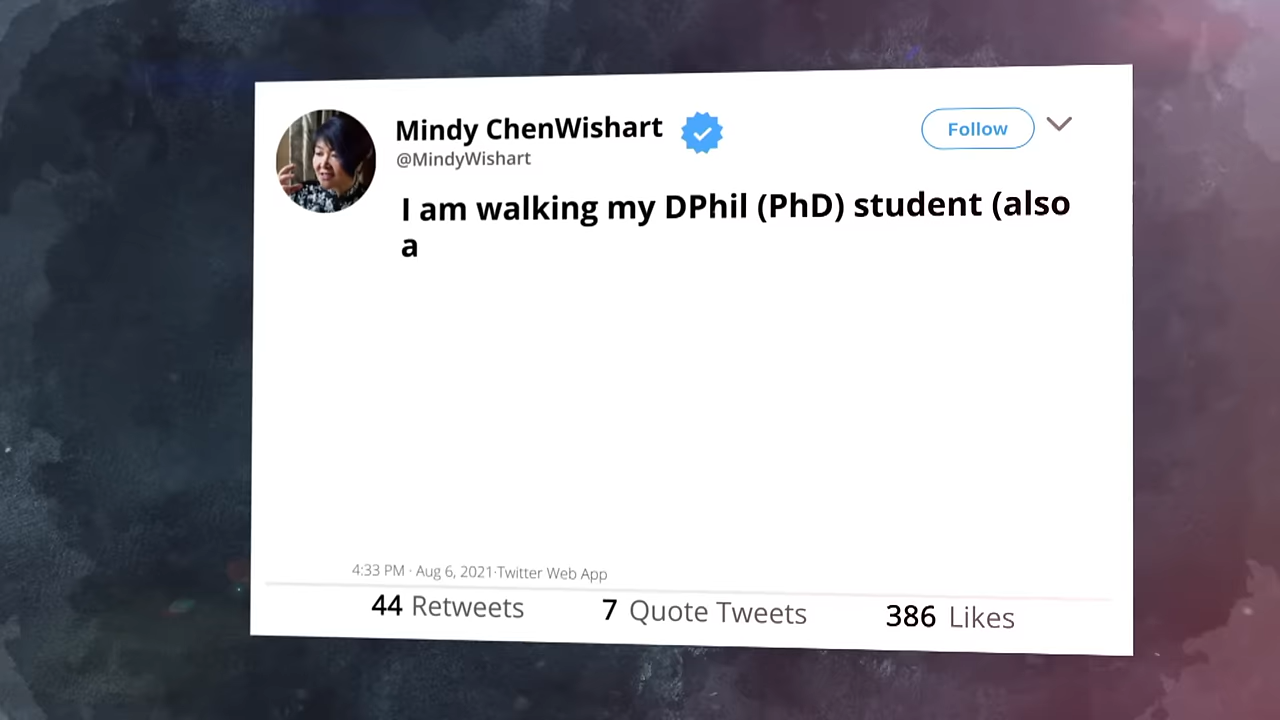 Mindy ChenWishart
Follow
@MindyWishart
I am walking my DPhil (PhD) student (also
a
4:33 PM · Aug 6, 2021·Twitter Web App
44 Retweets 7 Quote Tweets 386 Likes